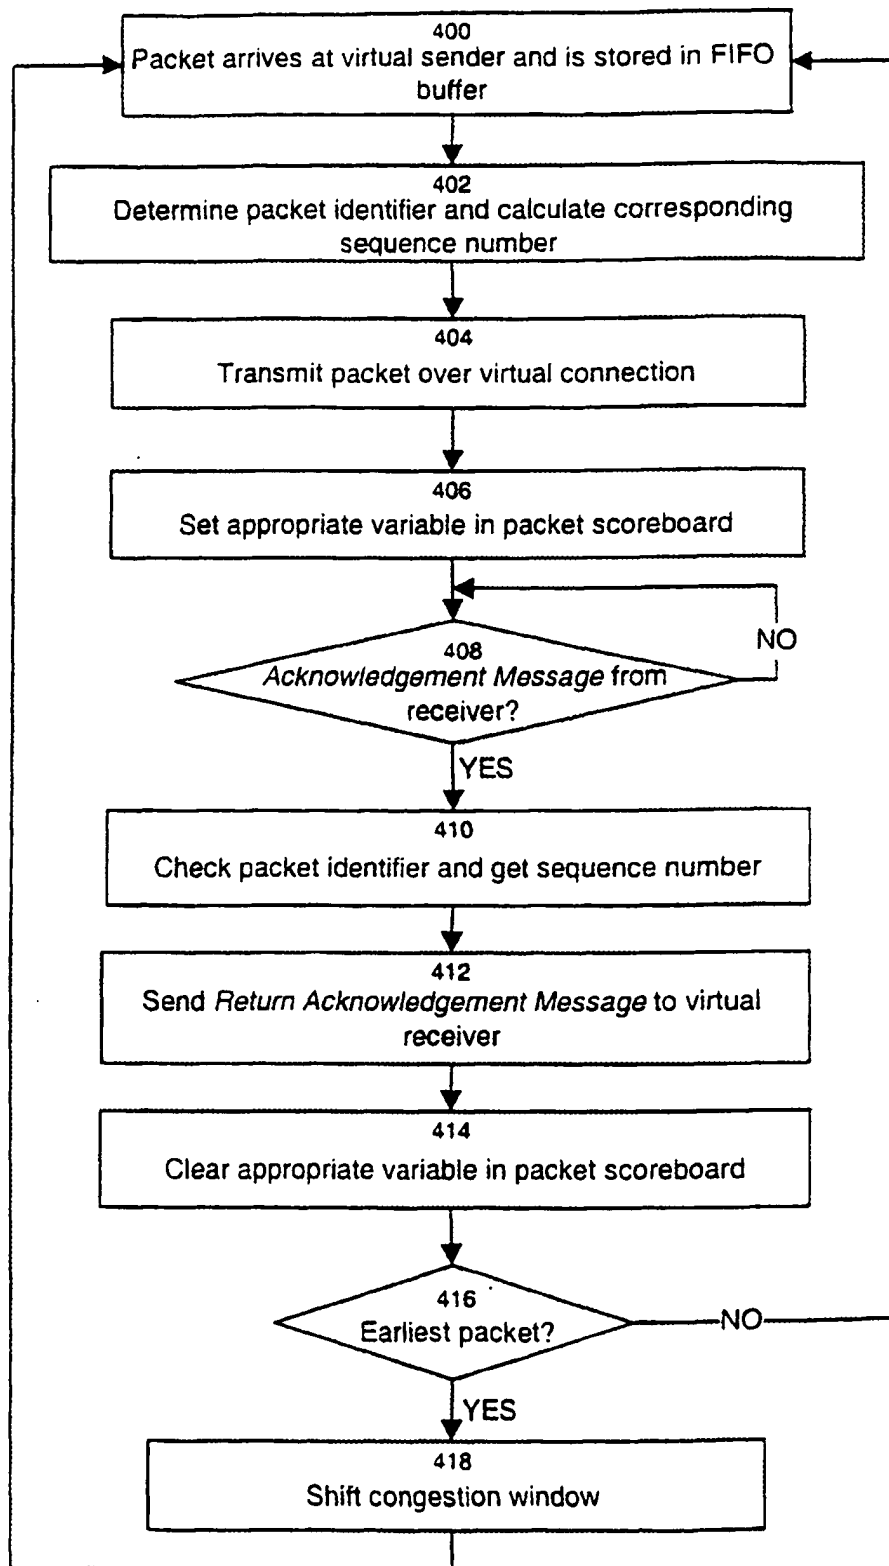 400
Packet arrives at virtual sender and is stored in FIFO
buffer
402
Determine packet identifier and calculate corresponding
sequence number
404
Transmit packet over virtual connection
406
Set appropriate variable in packet scoreboard
408
Acknowledgement Message from
receiver?
NO
YES
410
Check packet identifier and get sequence number
412
Send Return Acknowledgement Message to virtual
receiver
414
Clear appropriate variable in packet scoreboard
416
Earliest packet?
NO
YES
418
Shift congestion window